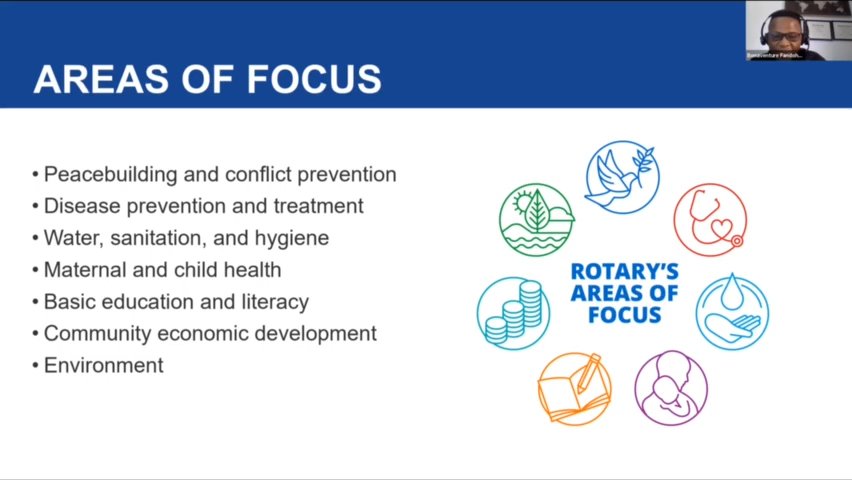 AREAS OF FOCUS
• Peacebuilding and conflict prevention
• Disease prevention and treatment
• Water, sanitation, and hygiene
• Maternal and child health
• Basic education and literacy
• Community economic development
• Environment
ROTARY'S
AREAS OF
FOCUS
Bonaventure